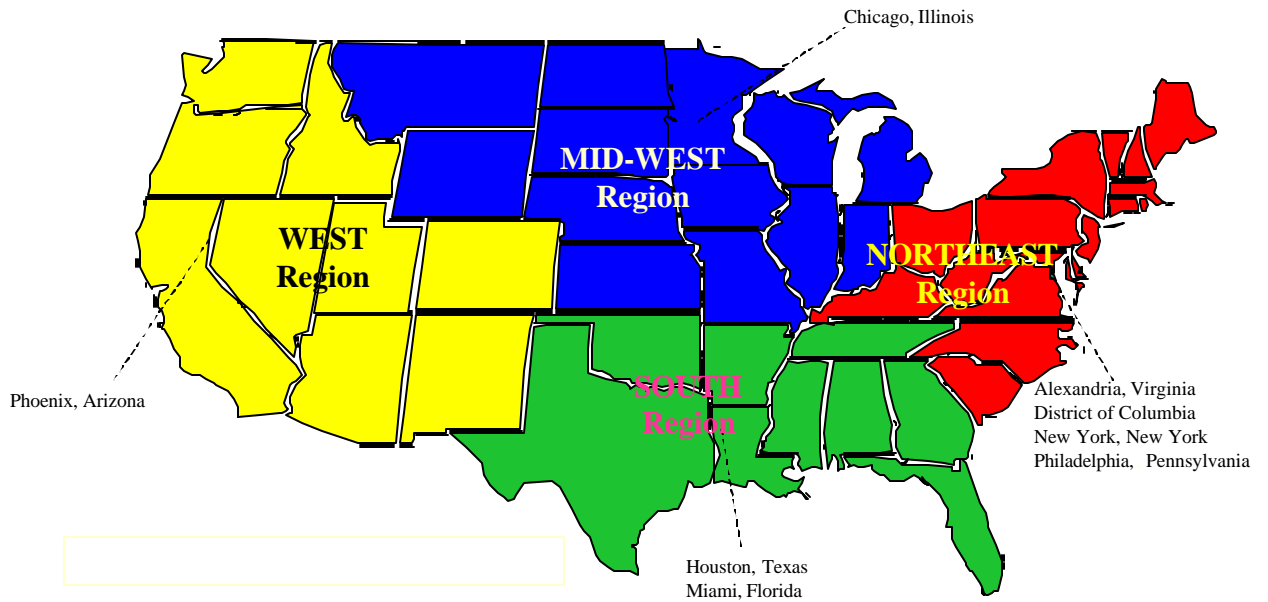 Chicago, Illinois
MID-WEST
Region
WEST
Region
NORTHEAST
Region
SOUTH
Region
Phoenix, Arizona
Alexandria, Virginia
District of Columbia
New York, New York
Philadelphia, Pennsylvania
Houston, Texas
Miami, Florida